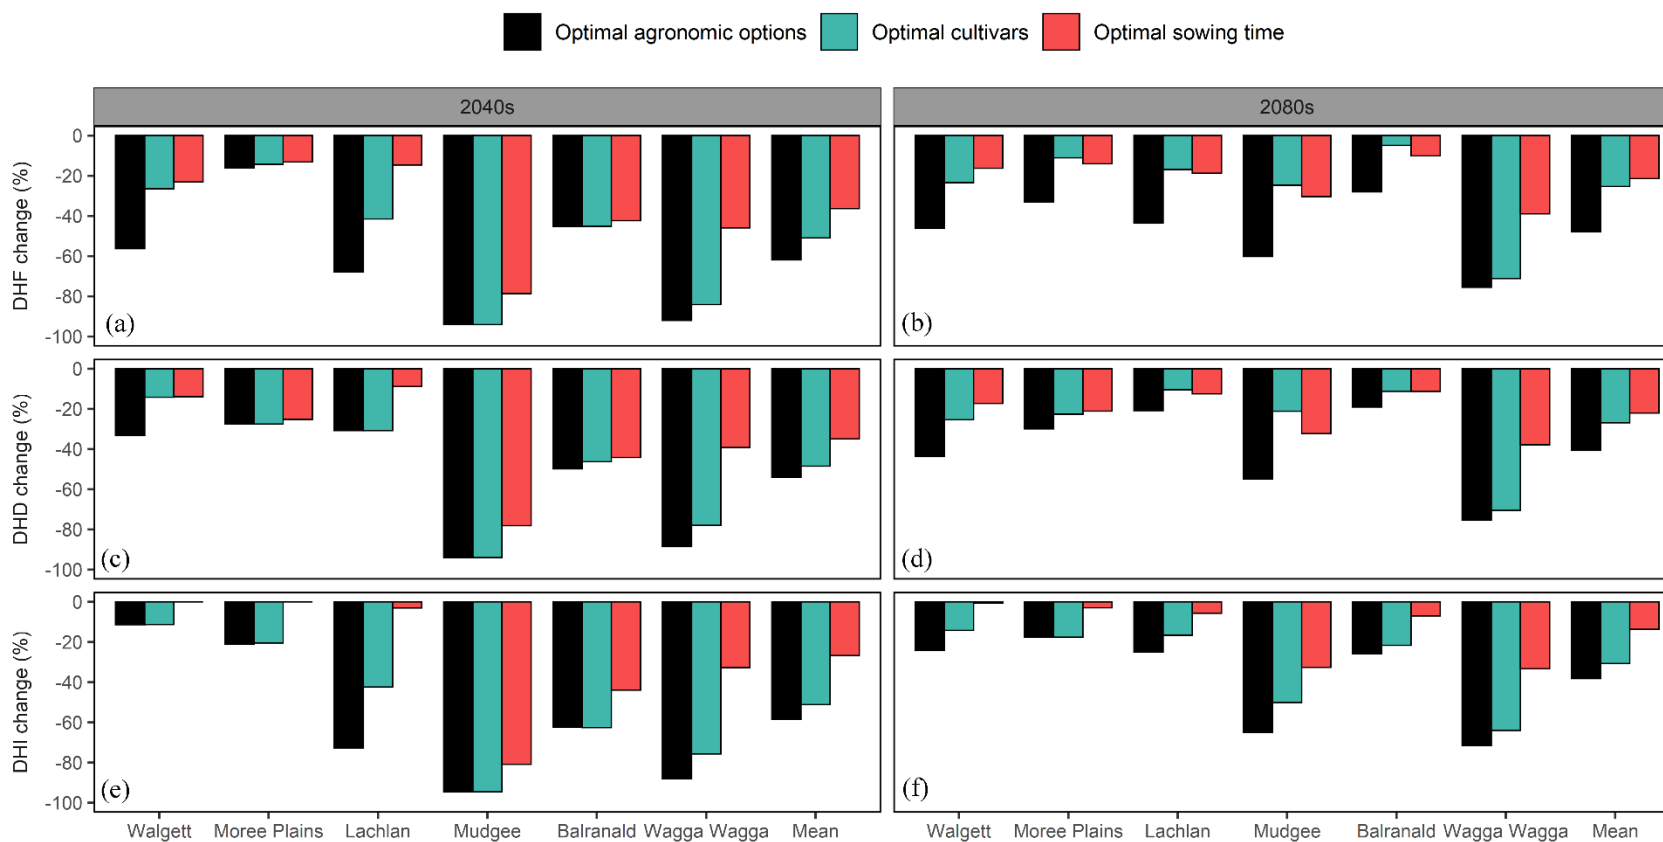 Optimal agronomic options Optimal cultivars Optimal sowing time
2040s 2080s
DHF change (%)
0
-20
-40
-60
-80
-100
(a) (b)
DHD change (%)
0
-20
-40
-60
-80
-100
(c) (d)
DHI change (%)
0
-20
-40
-60
-80
-100
(e) (f)
Walgett Moree Plains Lachlan Mudgee Balranald Wagga Wagga Mean Walgett Moree Plains Lachlan Mudgee Balranald Wagga Wagga Mean